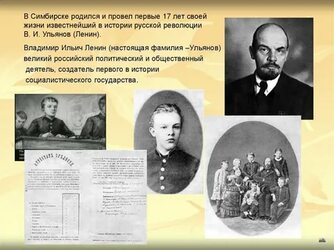 В Симбирске родился и провел первые 17 лет своей
жизни известнейший в истории русской революции
В. И. Ульянов (Ленин).
Владимир Ильич Ленин (настоящая фамилия –Ульянов)
великий российский политический и общественный
деятель, создатель первого в истории
социалистического государства.